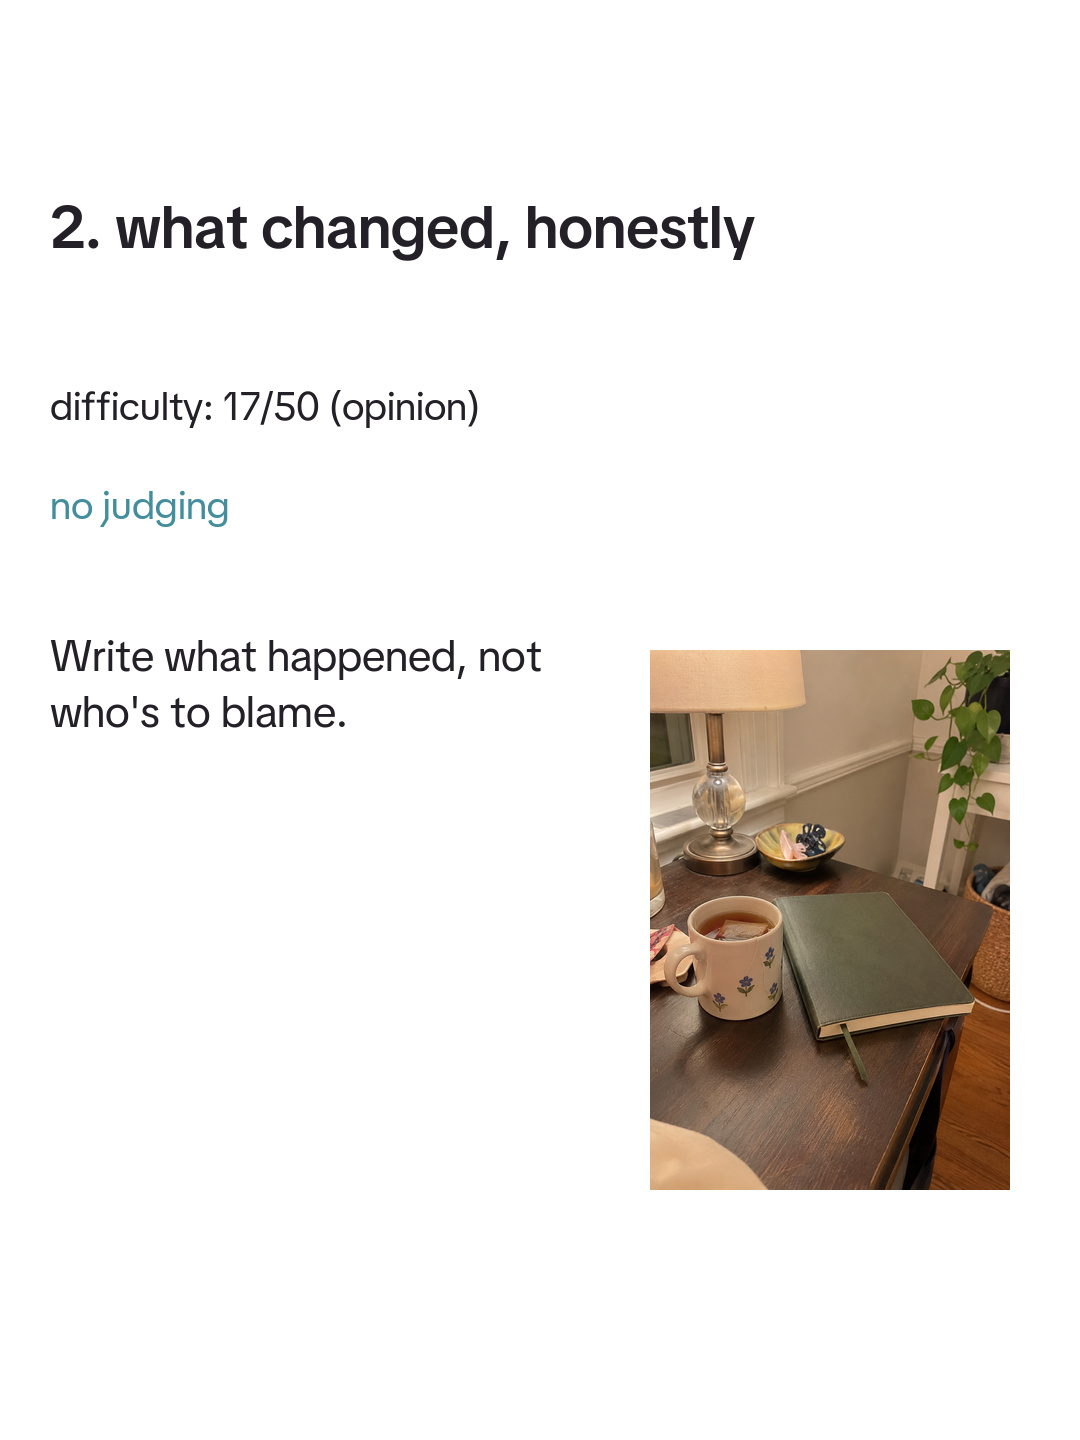 2. what changed, honestly
difficulty: 17/50 (opinion)
no judging
Write what happened, not
who's to blame.